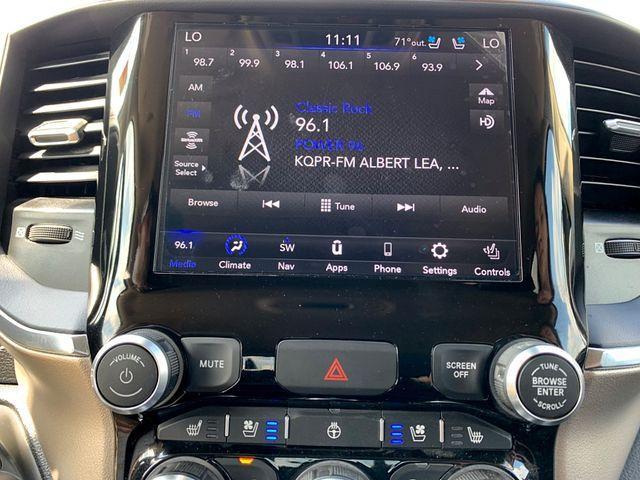 LO 11:11 71°out. LO
1 2 3 4 5 6
98.7 99.9 98.1 106.1 106.9 93.9
AM
FM
SiriusXM
Source
Select
Classic Rock
96.1
POWER 96
KQPR-FM ALBERT LEA, ...
Map
HD
Browse Tune Audio
96.1 SW
Media Climate Nav Apps Phone Settings Controls
VOLUME
MUTE
SCREEN
OFF
TUNE
BROWSE
ENTER
SCROLL